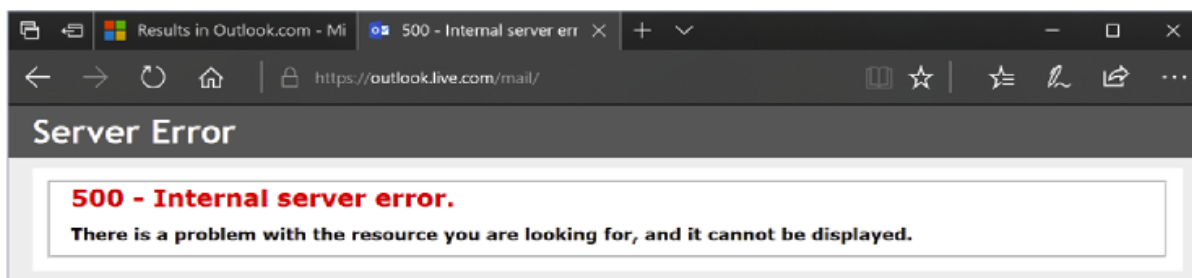 Results in Outlook.com - Mi
500 - Internal server err
https://outlook.live.com/mail/
Server Error
500 - Internal server error.
There is a problem with the resource you are looking for, and it cannot be displayed.